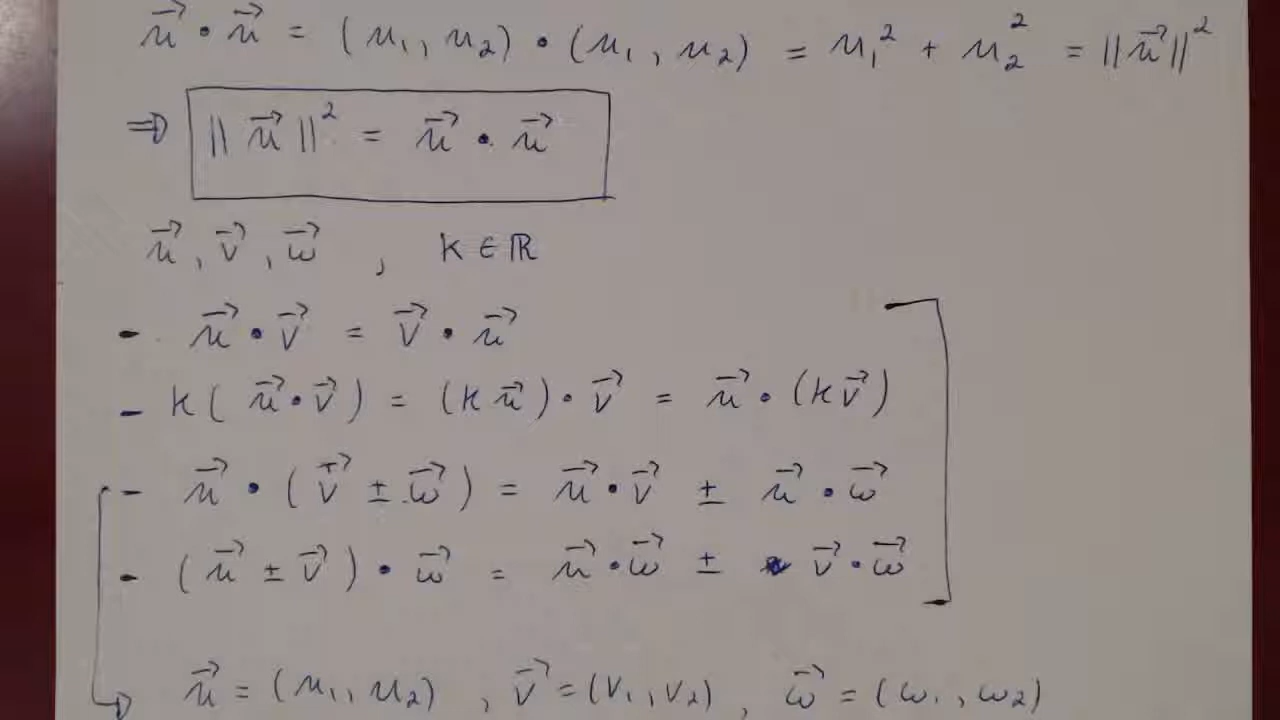 u⃗ · u⃗ = (u₁, u₂) · (u₁, u₂) = u₁² + u₂² = ||u⃗||²
⇒ ||u⃗||² = u⃗ · u⃗
u⃗, v⃗, w⃗ , k ∈ ℝ
- u⃗ · v⃗ = v⃗ · u⃗
- k(u⃗ · v⃗) = (k u⃗) · v⃗ = u⃗ · (k v⃗)
- u⃗ · (v⃗ ± w⃗) = u⃗ · v⃗ ± u⃗ · w⃗
- (u⃗ ± v⃗) · w⃗ = u⃗ · w⃗ ± v⃗ · w⃗
u⃗ = (u₁, u₂) , v⃗ = (v₁, v₂) , w⃗ = (w₁, w₂)